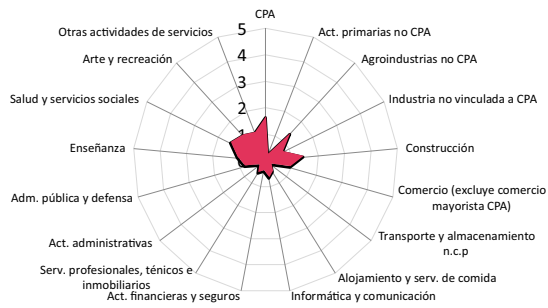 CPA
5
Otras actividades de servicios
Act. primarias no CPA
4
Arte y recreación
Agroindustrias no CPA
3
Salud y servicios sociales
Industria no vinculada a CPA
2
1
Enseñanza
Construcción
Adm. pública y defensa
Comercio (excluye comercio
mayorista CPA)
Act. administrativas
Transporte y almacenamiento
n.c.p
Serv. profesionales, ténicos e
inmobiliarios
Alojamiento y serv. de comida
Act. financieras y seguros
Informática y comunicación